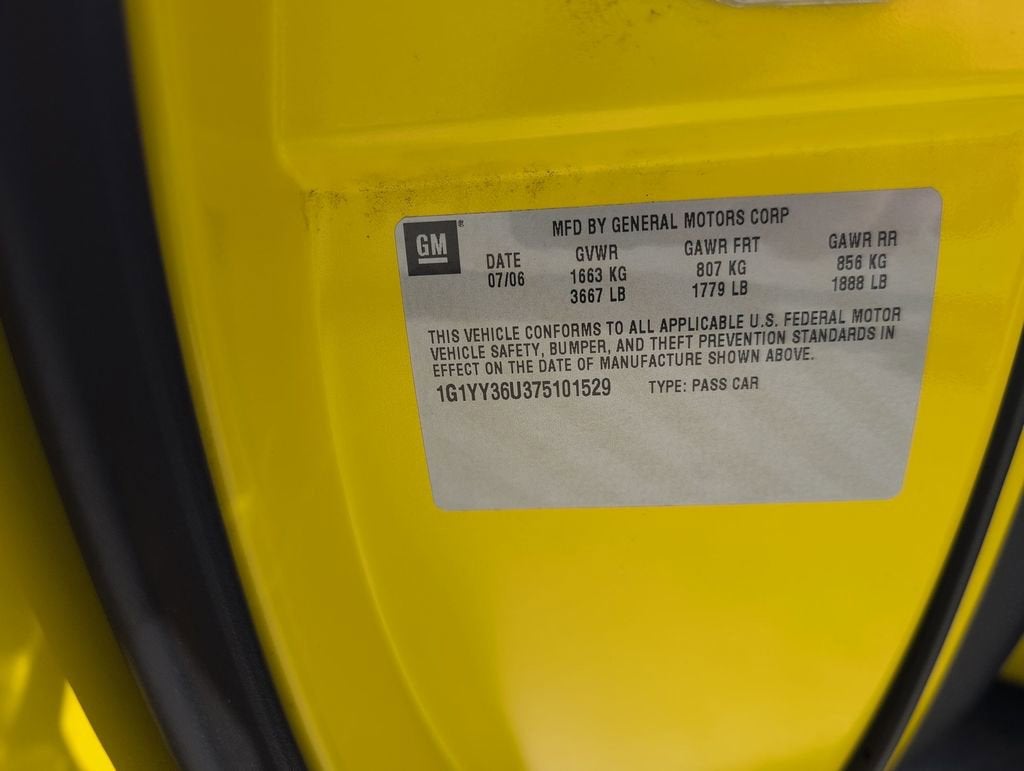 GM®
MFD BY GENERAL MOTORS CORP
DATE GVWR GAWR FRT GAWR RR
07/06 1663 KG 807 KG 856 KG
3667 LB 1779 LB 1888 LB
THIS VEHICLE CONFORMS TO ALL APPLICABLE U.S. FEDERAL MOTOR
VEHICLE SAFETY, BUMPER, AND THEFT PREVENTION STANDARDS IN
EFFECT ON THE DATE OF MANUFACTURE SHOWN ABOVE.
1G1YY36U375101529 TYPE: PASS CAR